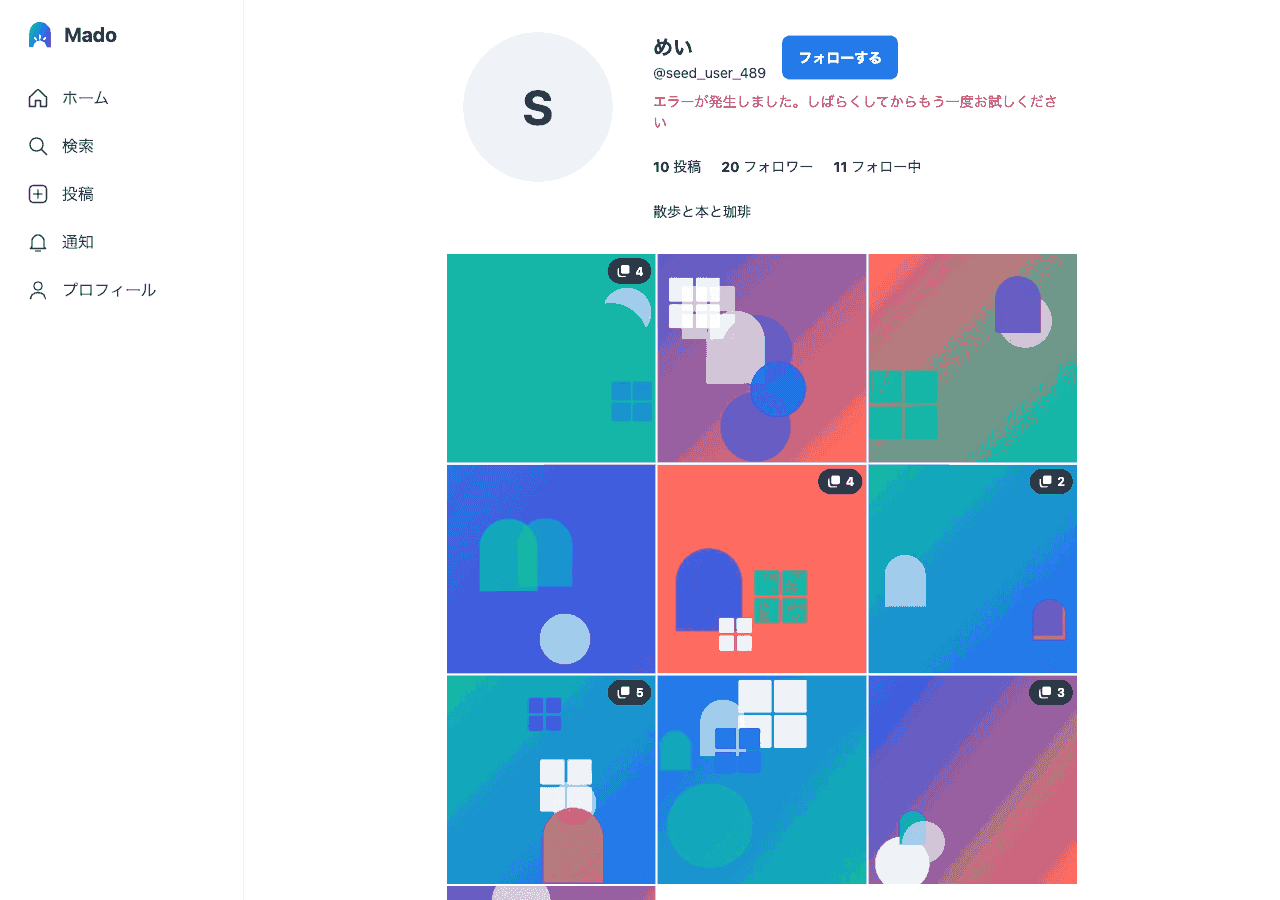 Mado
ホーム
検索
投稿
通知
プロフィール
S
めい
@seed_user_489
フォローする
エラーが発生しました。しばらくしてからもう一度お試しくださ
い
10 投稿 20 フォロワー 11 フォロー中
散歩と本と珈琲
4
4
2
5
3